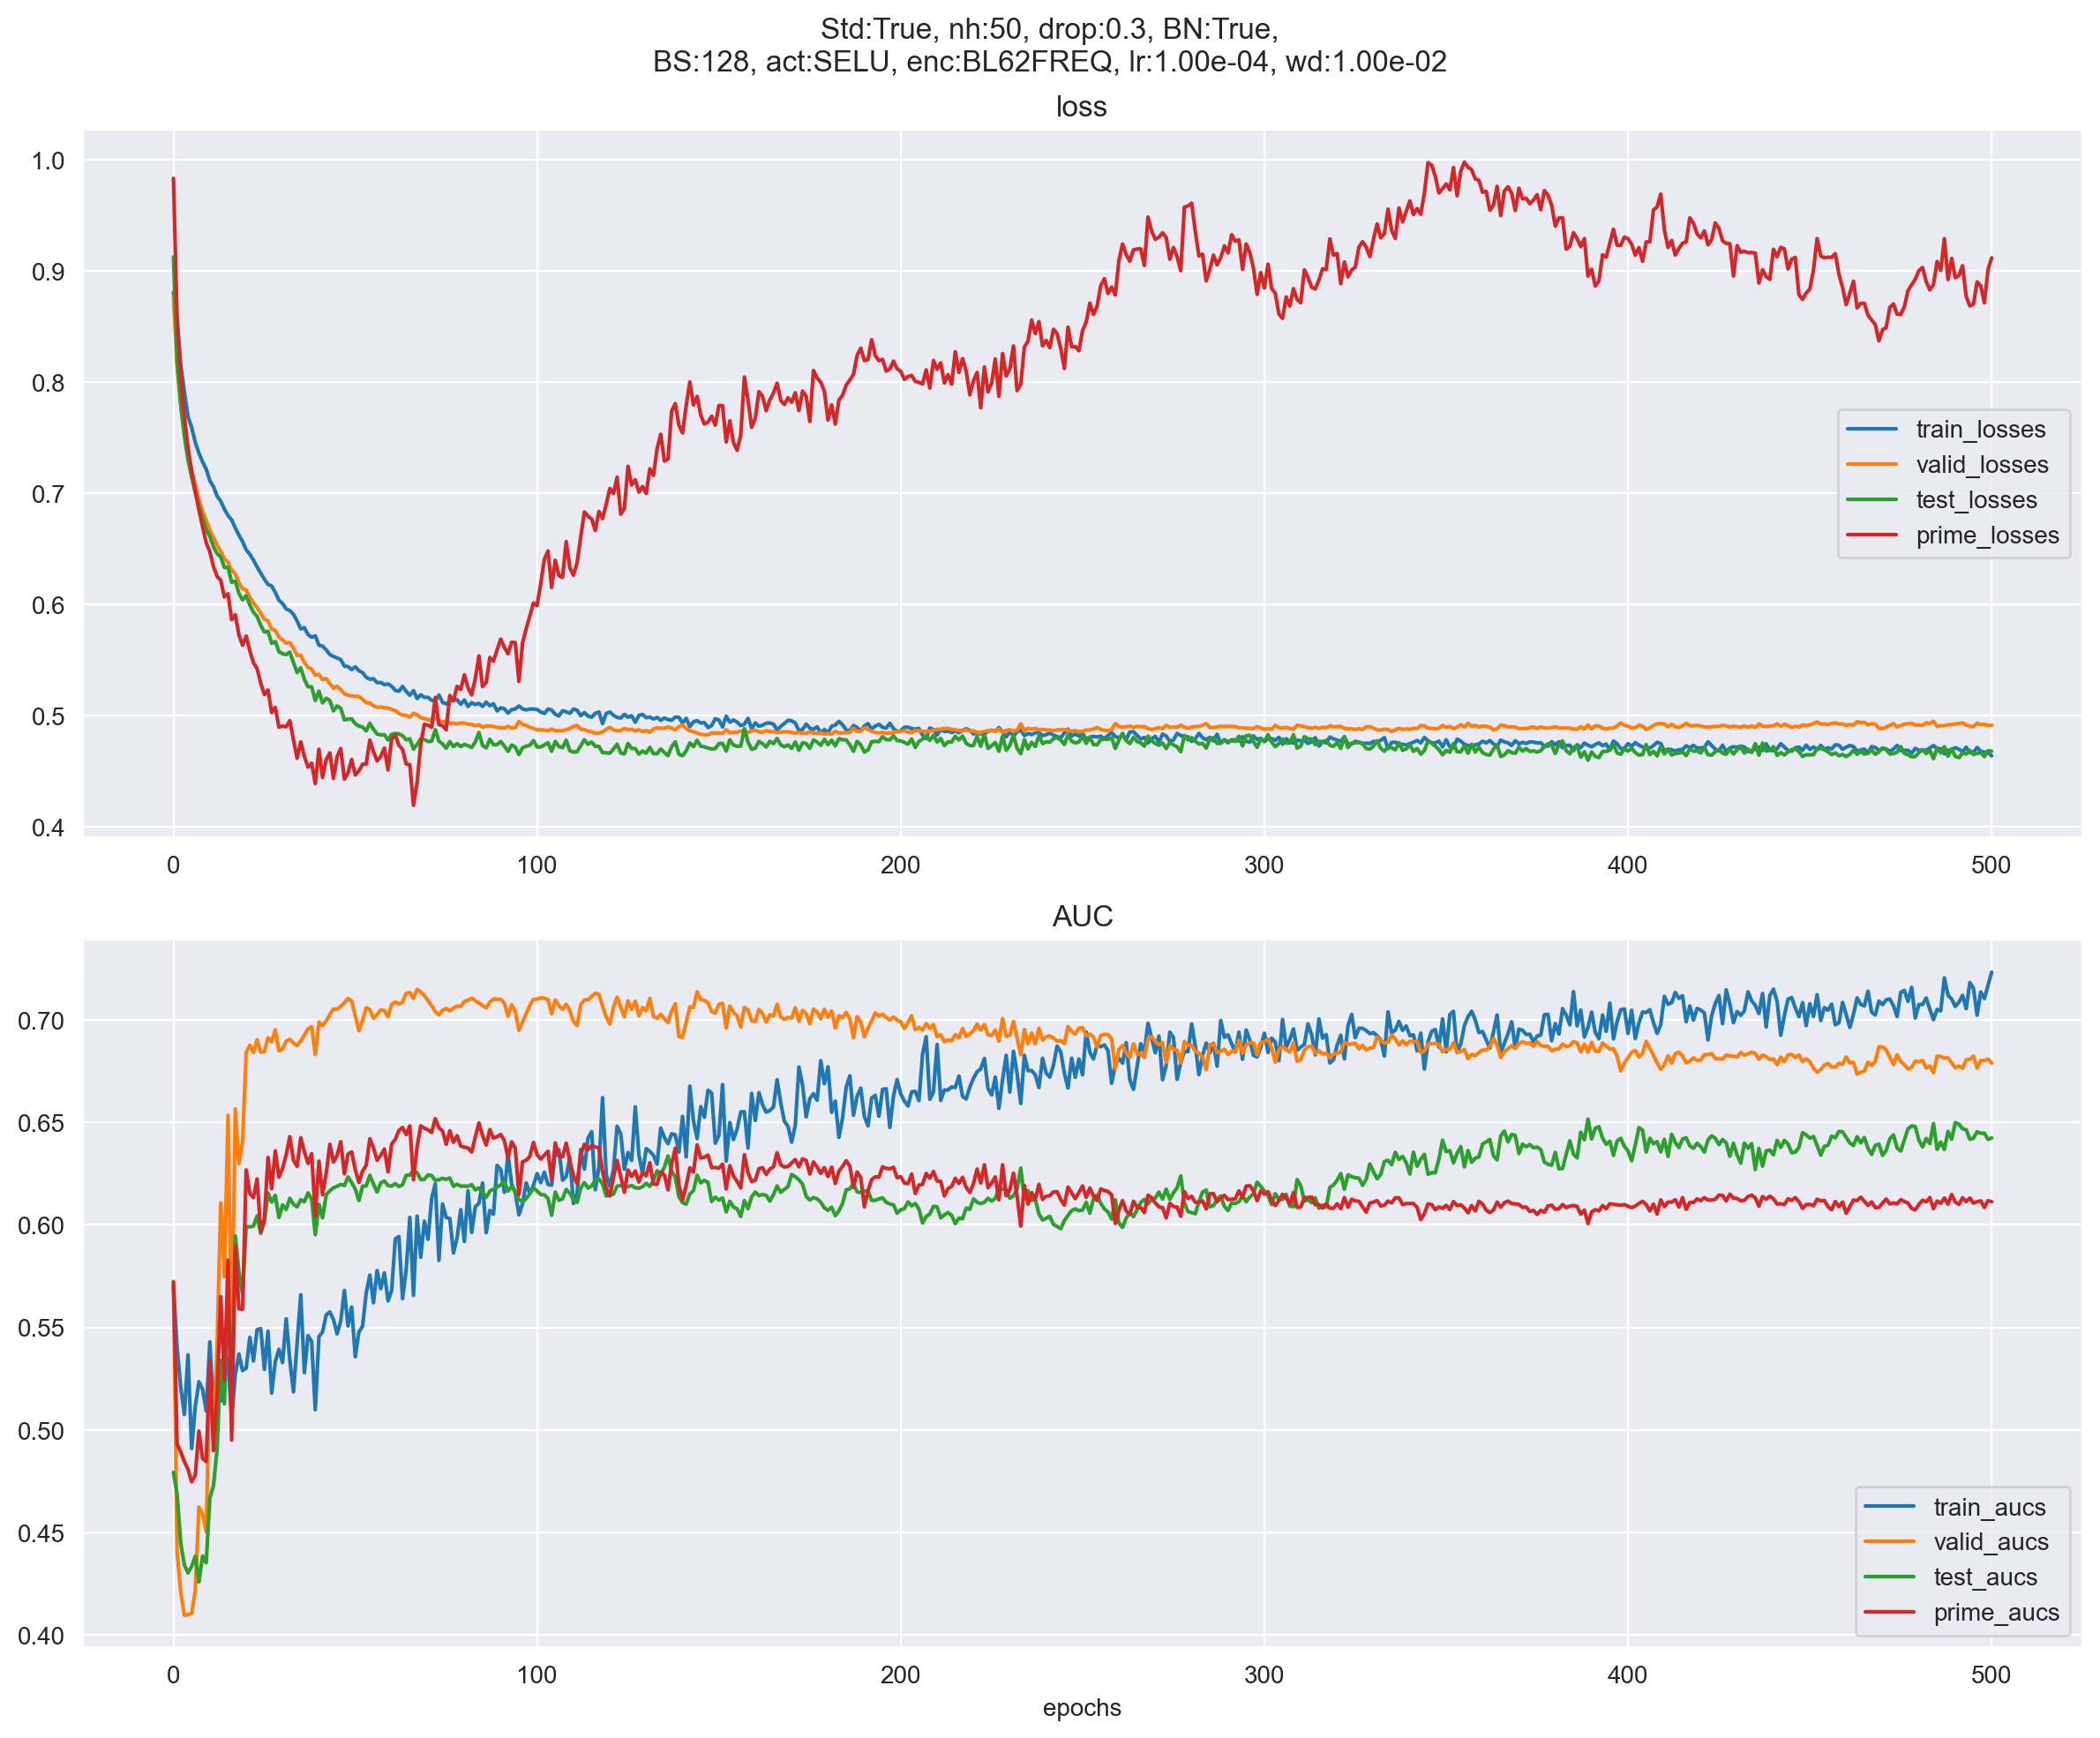 Std:True, nh:50, drop:0.3, BN:True,
BS:128, act:SELU, enc:BL62FREQ, lr:1.00e-04, wd:1.00e-02
loss
1.0
0.9
0.8
0.7
0.6
0.5
0.4
train_losses
valid_losses
test_losses
prime_losses
0 100 200 300 400 500
AUC
0.70
0.65
0.60
0.55
0.50
0.45
0.40
train_aucs
valid_aucs
test_aucs
prime_aucs
0 100 200 300 400 500
epochs